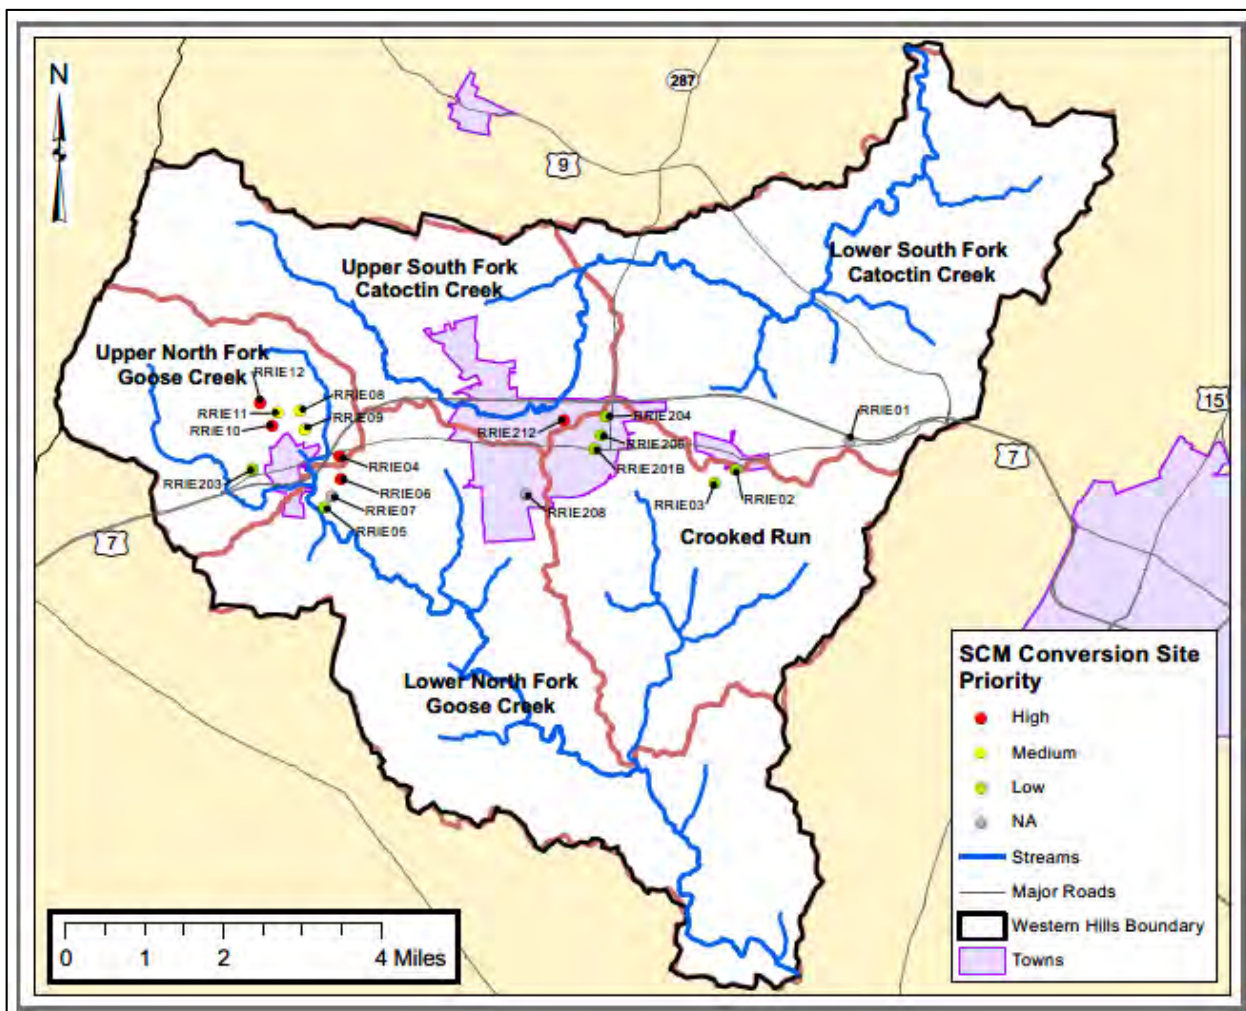 N
287
9
Lower South Fork
Catoctin Creek
Upper South Fork
Catoctin Creek
Upper North Fork
Goose Creek
RRIE12
RRIE08
RRIE11
RRIE09
RRIE10
RRIE04
RRIE203
RRIE06
RRIE07
RRIE05
RRIE212
RRIE204
RRIE206
RRIE201B
RRIE208
RRIE01
RRIE02
RRIE03
15
7
7
Crooked Run
Lower North Fork
Goose Creek
SCM Conversion Site
Priority
High
Medium
Low
NA
Streams
Major Roads
Western Hills Boundary
Towns
0 1 2 4 Miles